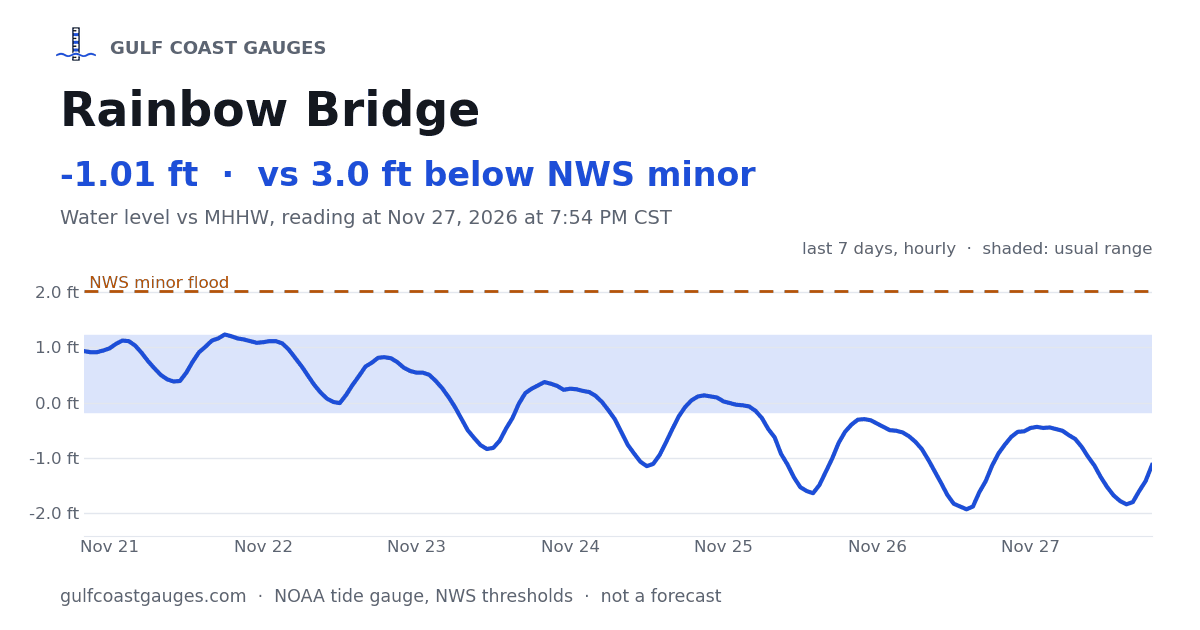 GULF COAST GAUGES
Rainbow Bridge
-1.01 ft · vs 3.0 ft below NWS minor
Water level vs MHHW, reading at Nov 27, 2026 at 7:54 PM CST
last 7 days, hourly · shaded: usual range
NWS minor flood
2.0 ft
1.0 ft
0.0 ft
-1.0 ft
-2.0 ft
Nov 21 Nov 22 Nov 23 Nov 24 Nov 25 Nov 26 Nov 27
gulfcoastgauges.com · NOAA tide gauge, NWS thresholds · not a forecast